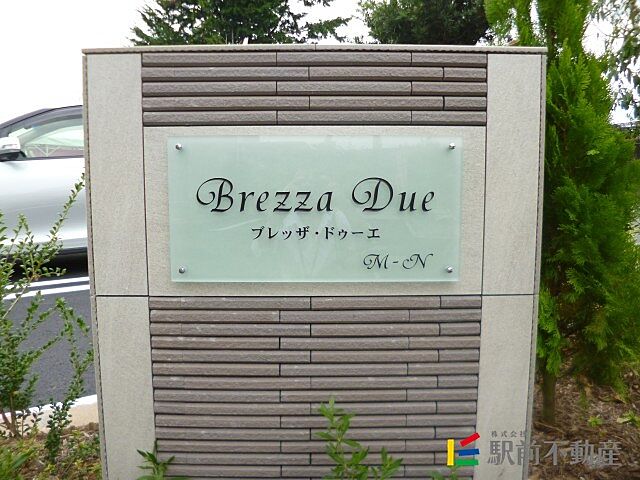 Brezza Due
ブレッザ・ドゥーエ
M-N
株式会社
駅前不動産